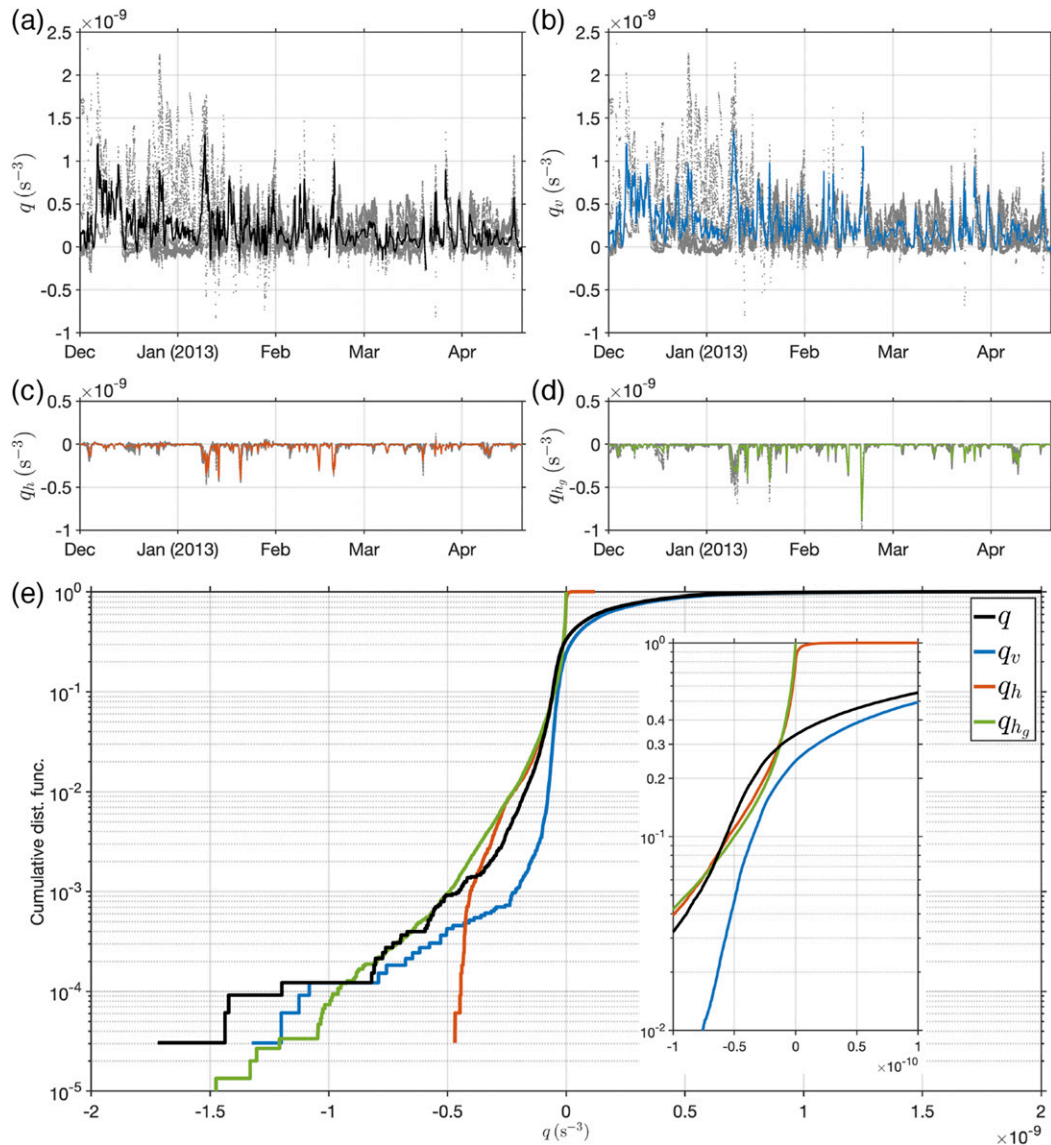 (a)
×10⁻⁹
2.5
2
1.5
1
0.5
0
-0.5
-1
q (s⁻³)
Dec Jan (2013) Feb Mar Apr
(b)
×10⁻⁹
2.5
2
1.5
1
0.5
0
-0.5
-1
qᵥ (s⁻³)
Dec Jan (2013) Feb Mar Apr
(c)
×10⁻⁹
0.5
0
-0.5
-1
q_h (s⁻³)
Dec Jan (2013) Feb Mar Apr
(d)
×10⁻⁹
0.5
0
-0.5
-1
q_{h_g} (s⁻³)
Dec Jan (2013) Feb Mar Apr
(e)
10⁰
10⁻¹
10⁻²
10⁻³
10⁻⁴
10⁻⁵
Cumulative dist. func.
-2 -1.5 -1 -0.5 0 0.5 1 1.5 2
q (s⁻³)
×10⁻⁹
q
qᵥ
q_h
q_{h_g}
10⁰
0.4
0.3
0.2
10⁻¹
10⁻²
-1 -0.5 0 0.5 1
×10⁻¹⁰